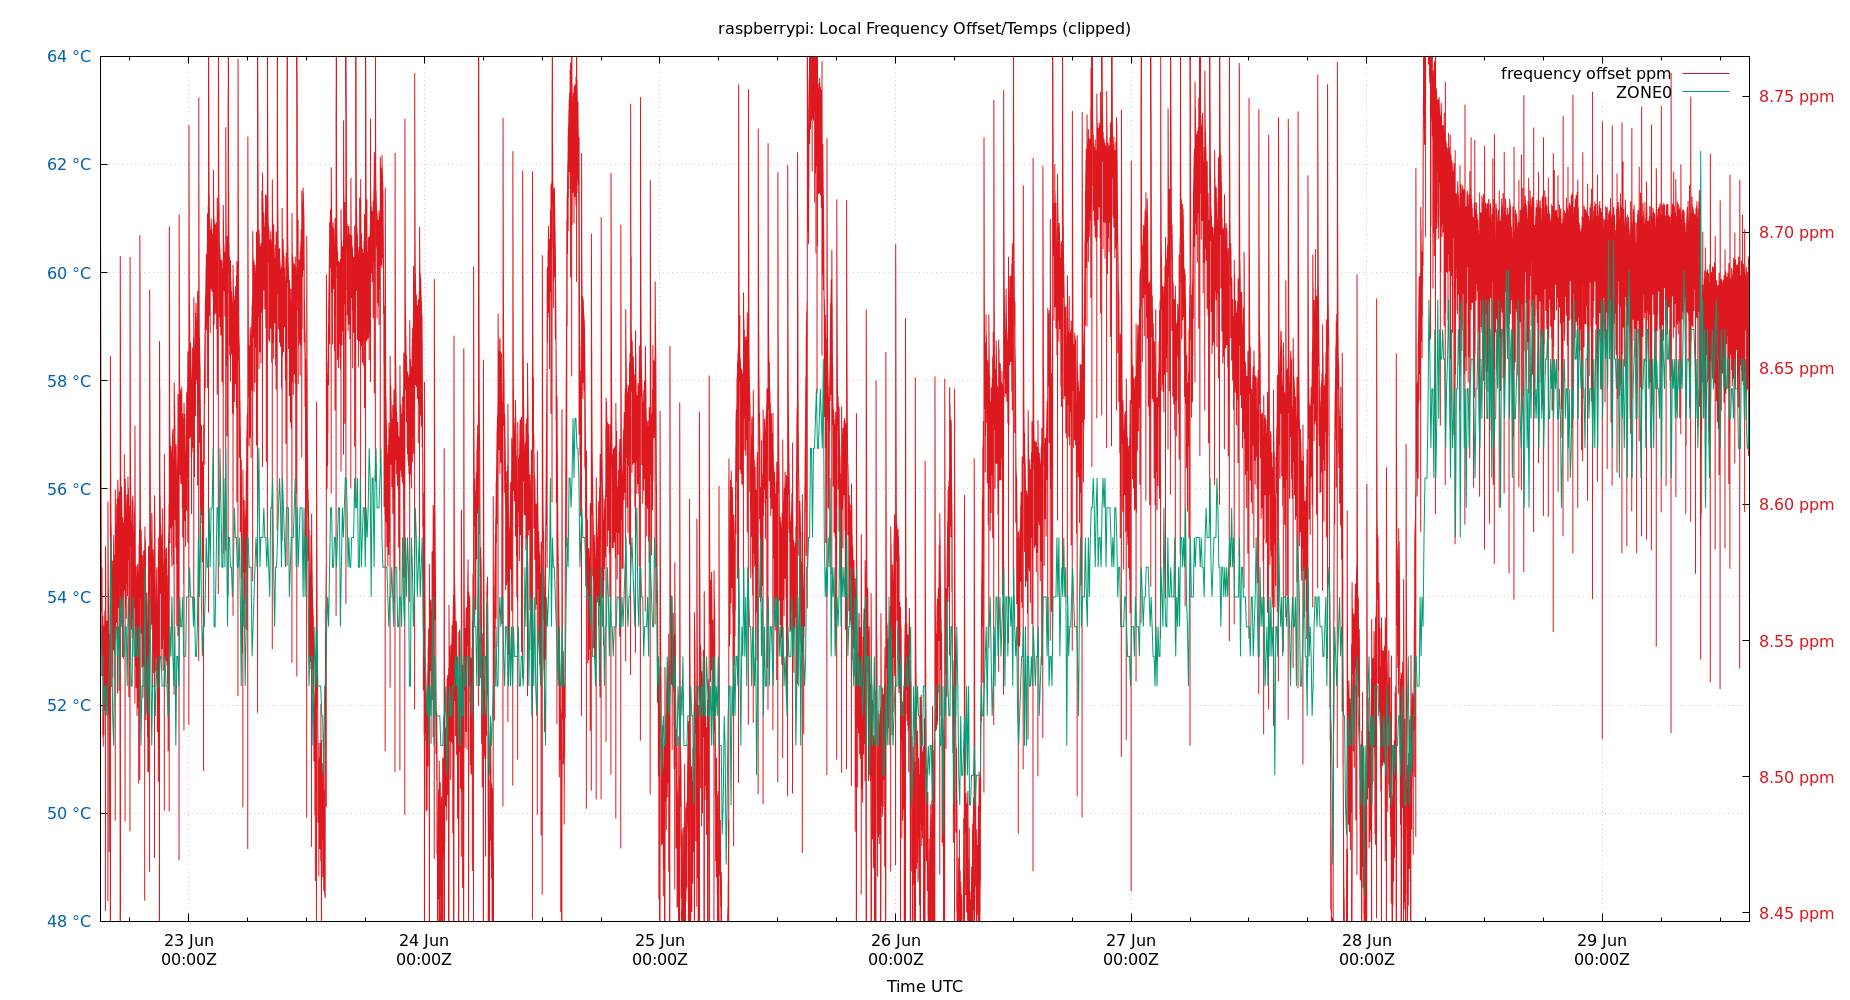 raspberrypi: Local Frequency Offset/Temps (clipped)
frequency offset ppm
ZONE0
64 °C
62 °C
60 °C
58 °C
56 °C
54 °C
52 °C
50 °C
48 °C
8.75 ppm
8.70 ppm
8.65 ppm
8.60 ppm
8.55 ppm
8.50 ppm
8.45 ppm
23 Jun 24 Jun 25 Jun 26 Jun 27 Jun 28 Jun 29 Jun
00:00Z 00:00Z 00:00Z 00:00Z 00:00Z 00:00Z 00:00Z
Time UTC